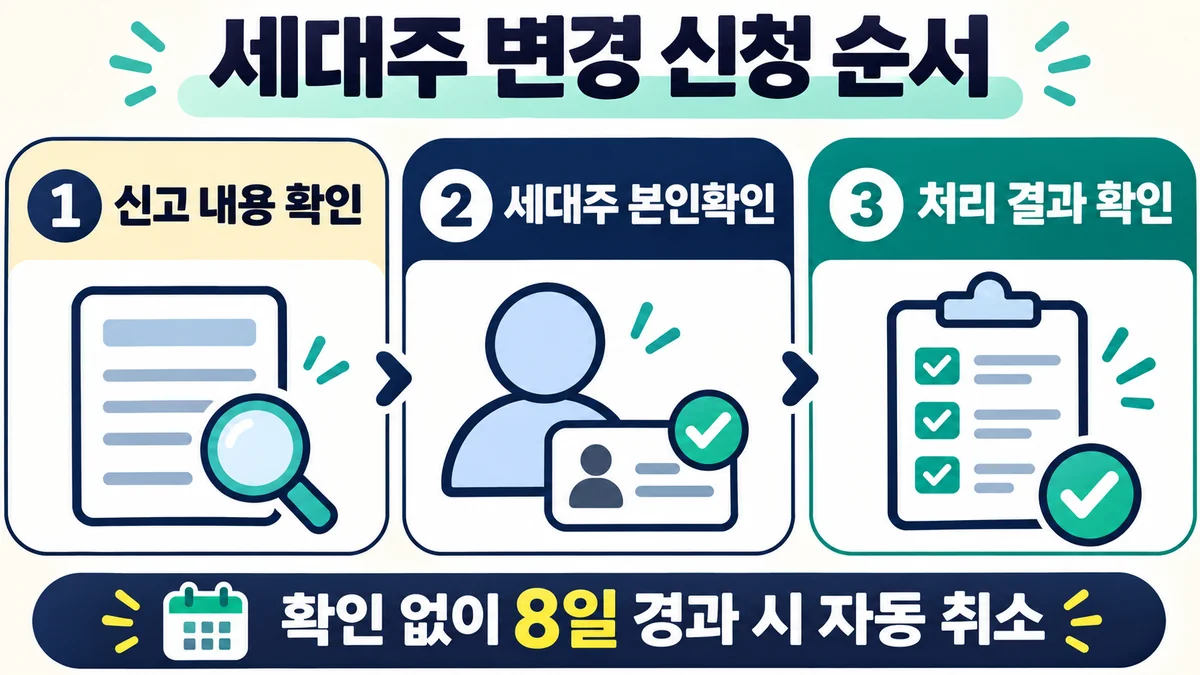 세대주 변경 신청 순서
1 신고 내용 확인
2 세대주 본인확인
3 처리 결과 확인
확인 없이 8일 경과 시 자동 취소